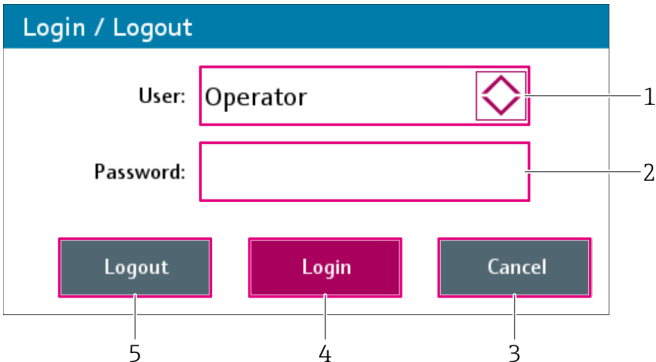 Login / Logout
User: Operator 1
Password: 2
Logout Login Cancel
5 4 3